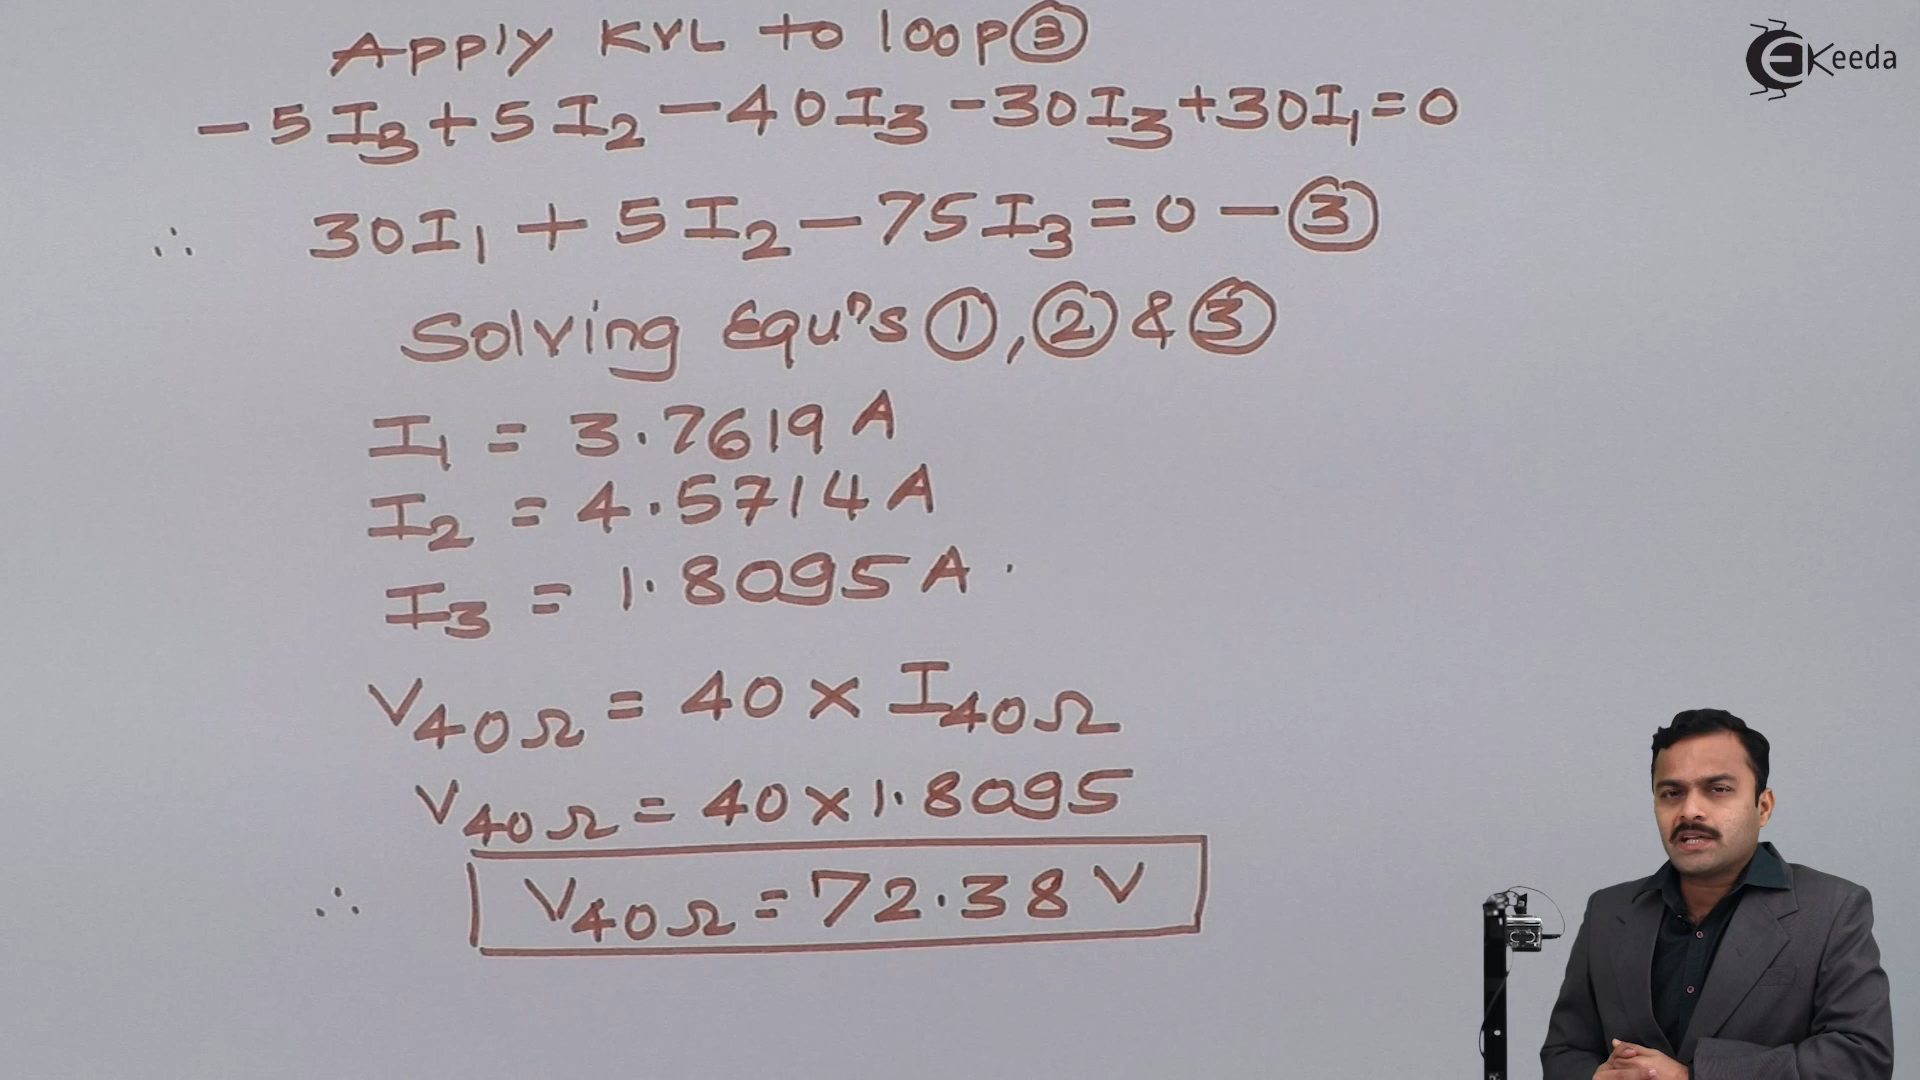 Apply KVL to loop ③
-5I₃+5I₂-40I₃-30I₃+30I₁=0
∴ 30I₁+5I₂-75I₃=0-③
Solving Equ's ①,② & ③
I₁ = 3.7619 A
I₂ = 4.5714 A
I₃ = 1.8095 A.
V₄₀Ω = 40 × I₄₀Ω
V₄₀Ω = 40×1.8095
∴ V₄₀Ω = 72.38 V
EKeeda